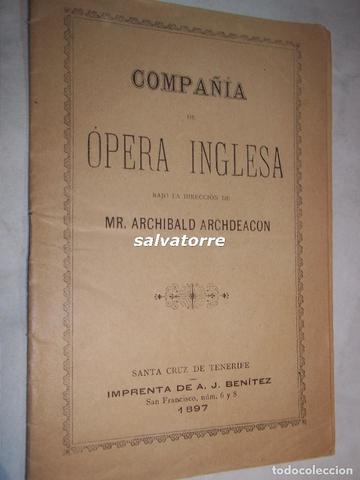 COMPAÑÍA
DE
ÓPERA INGLESA
BAJO LA DIRECCIÓN DE
MR. ARCHIBALD ARCHDEACON
salvatorre
SANTA CRUZ DE TENERIFE
IMPRENTA DE A. J. BENÍTEZ
San Francisco, núm. 6 y 8
1897
todocoleccion